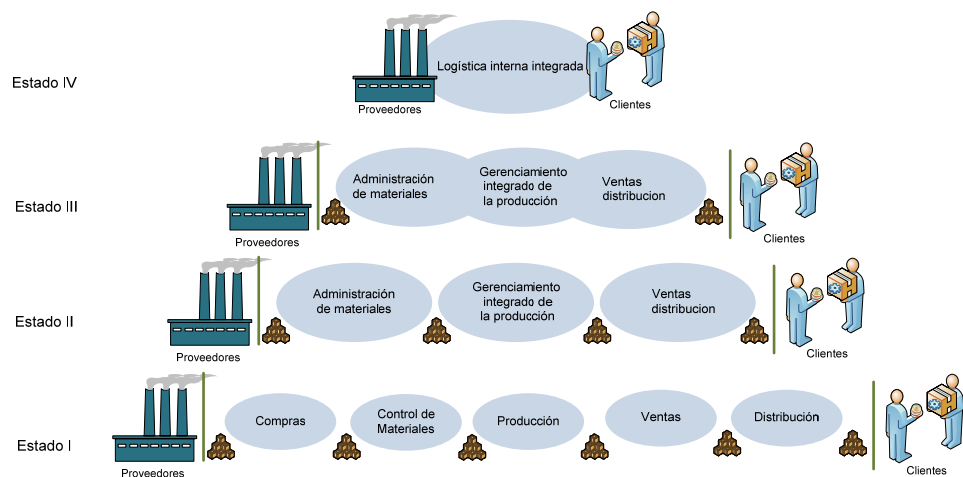 Estado IV
Logística interna integrada
Proveedores
Clientes
Estado III
Administración
de materiales
Gerenciamiento
integrado de
la producción
Ventas
distribucion
Proveedores
Clientes
Estado II
Administración
de materiales
Gerenciamiento
integrado de
la producción
Ventas
distribucion
Proveedores
Clientes
Estado I
Compras
Control de
Materiales
Producción
Ventas
Distribución
Proveedores
Clientes